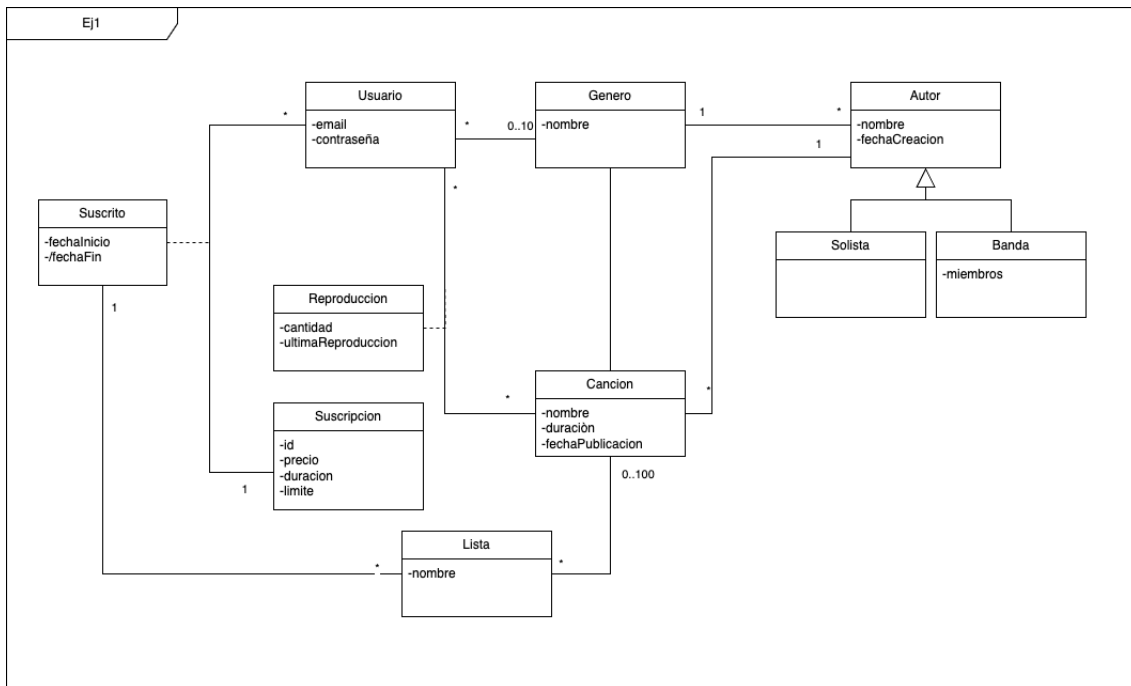 Ej1
Usuario
-email
-contraseña
*
*
0..10
Genero
-nombre
1
*
Autor
-nombre
-fechaCreacion
1
*
*
Suscrito
-fechaInicio
-/fechaFin
1
Solista
Banda
-miembros
Reproduccion
-cantidad
-ultimaReproduccion
Cancion
-nombre
-duraciòn
-fechaPublicacion
*
*
0..100
Suscripcion
-id
-precio
-duracion
-limite
1
Lista
-nombre
*
*